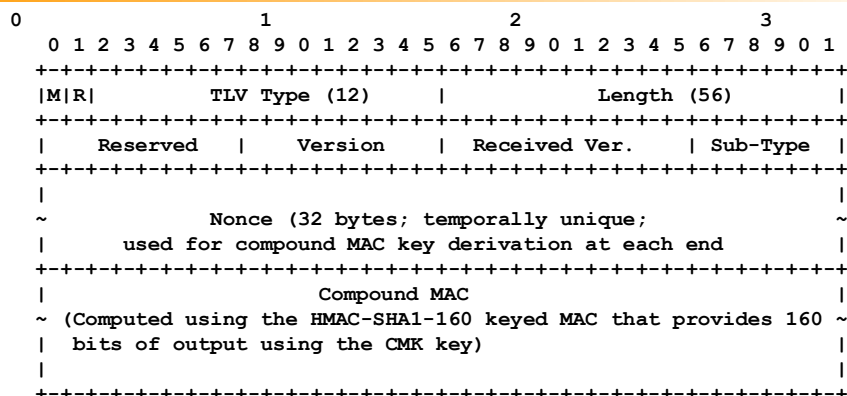 0 1 2 3
0 1 2 3 4 5 6 7 8 9 0 1 2 3 4 5 6 7 8 9 0 1 2 3 4 5 6 7 8 9 0 1
+-+-+-+-+-+-+-+-+-+-+-+-+-+-+-+-+-+-+-+-+-+-+-+-+-+-+-+-+-+-+-+-+
|M|R| TLV Type (12) | Length (56) |
+-+-+-+-+-+-+-+-+-+-+-+-+-+-+-+-+-+-+-+-+-+-+-+-+-+-+-+-+-+-+-+-+
| Reserved | Version | Received Ver. | Sub-Type |
+-+-+-+-+-+-+-+-+-+-+-+-+-+-+-+-+-+-+-+-+-+-+-+-+-+-+-+-+-+-+-+-+
| |
~ Nonce (32 bytes; temporally unique; ~
| used for compound MAC key derivation at each end |
+-+-+-+-+-+-+-+-+-+-+-+-+-+-+-+-+-+-+-+-+-+-+-+-+-+-+-+-+-+-+-+-+
| Compound MAC |
~ (Computed using the HMAC-SHA1-160 keyed MAC that provides 160 ~
| bits of output using the CMK key) |
| |
+-+-+-+-+-+-+-+-+-+-+-+-+-+-+-+-+-+-+-+-+-+-+-+-+-+-+-+-+-+-+-+-+